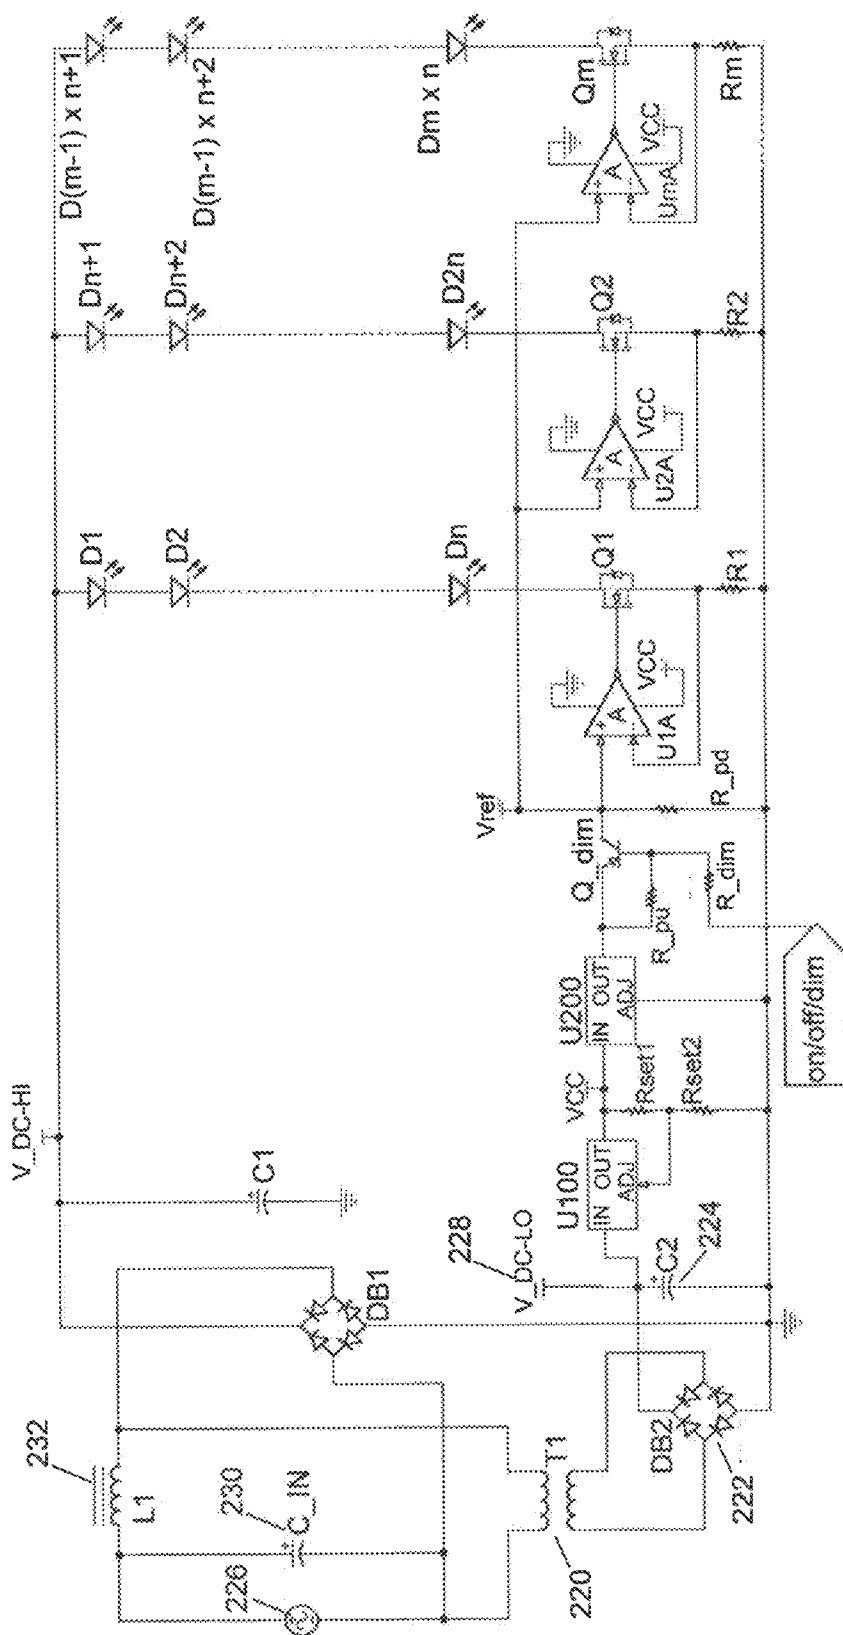 232
L1
230
C_IN
226
T1
220
DB2
222
DB1
V_DC-HI
C1
228
V_DC-LO
C2
224
U100
IN OUT
ADJ
VCC
Rset1
Rset2
U200
IN OUT
ADJ
R_pu
Q_dim
R_dim
on/off/dim
Vref
R_pd
+
A
U1A
VCC
D1
D2
Dn
Q1
R1
+
A
U2A
VCC
Dn+1
Dn+2
D2n
Q2
R2
+
A
UmA
VCC
D(m-1) x n+1
D(m-1) x n+2
Dm x n
Qm
Rm